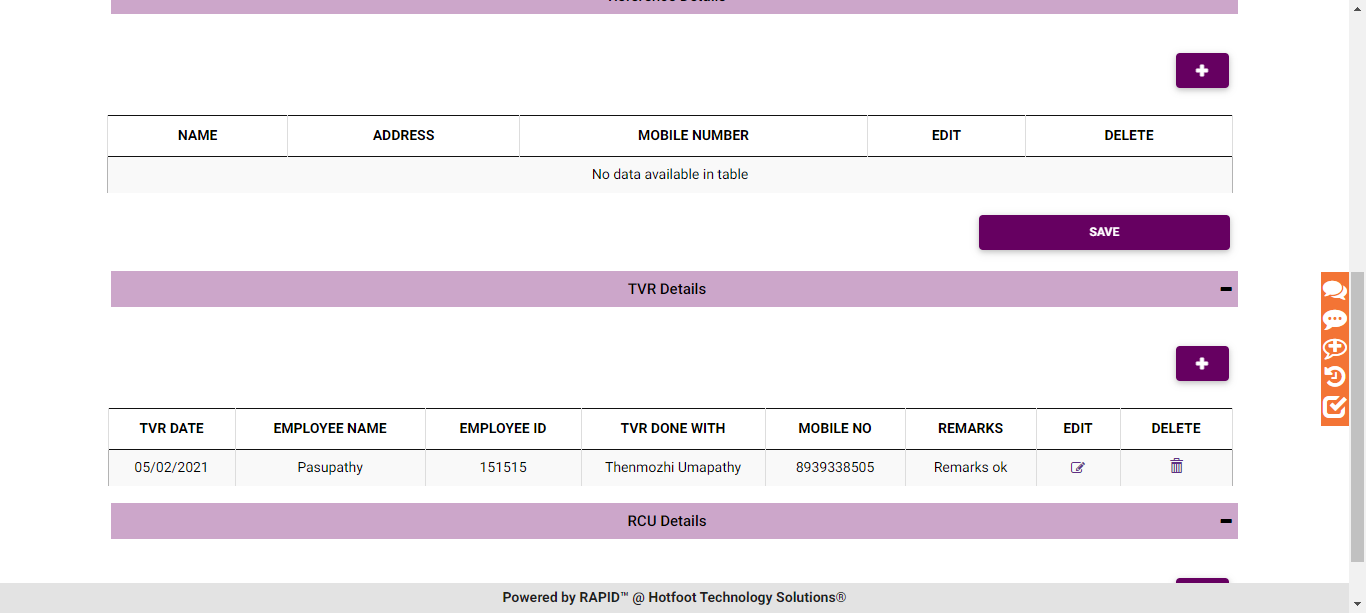 Reference Details
NAME ADDRESS MOBILE NUMBER EDIT DELETE
No data available in table
SAVE
TVR Details
TVR DATE EMPLOYEE NAME EMPLOYEE ID TVR DONE WITH MOBILE NO REMARKS EDIT DELETE
05/02/2021 Pasupathy 151515 Thenmozhi Umapathy 8939338505 Remarks ok
RCU Details
Powered by RAPID™ @ Hotfoot Technology Solutions®